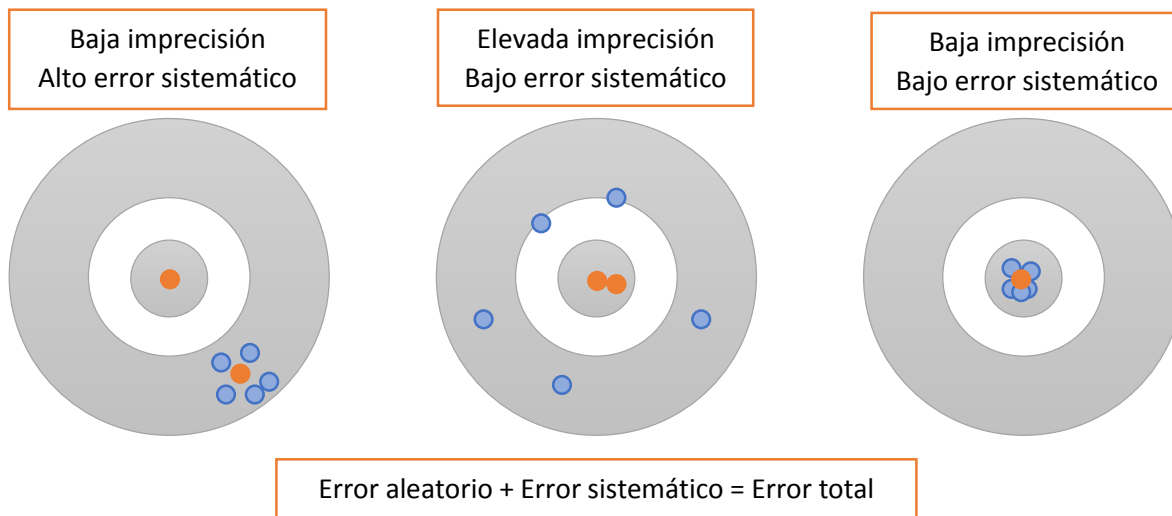 Baja imprecisión
Alto error sistemático
Elevada imprecisión
Bajo error sistemático
Baja imprecisión
Bajo error sistemático
Error aleatorio + Error sistemático = Error total